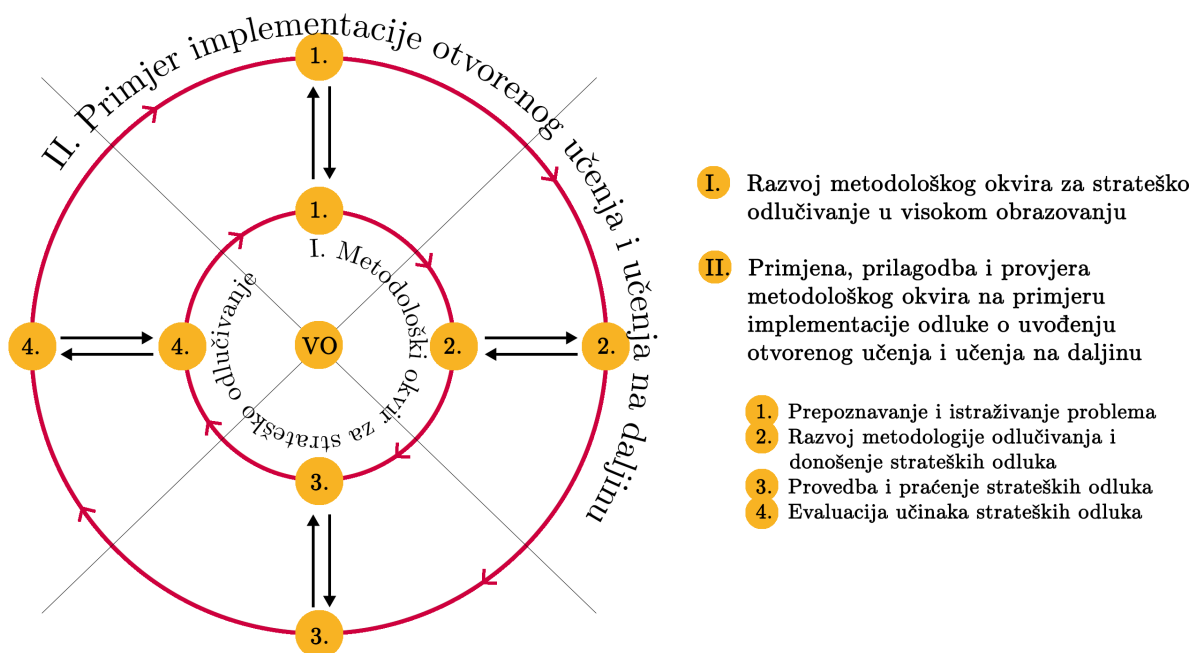 II. Primjer implementacije otvorenog učenja i učenja na daljinu
1.
1.
I. Metodološki okvir za strateško odlučivanje
4.
4.
VO
2.
2.
3.
3.
I. Razvoj metodološkog okvira za strateško
odlučivanje u visokom obrazovanju
II. Primjena, prilagodba i provjera
metodološkog okvira na primjeru
implementacije odluke o uvođenju
otvorenog učenja i učenja na daljinu
1. Prepoznavanje i istraživanje problema
2. Razvoj metodologije odlučivanja i
donošenje strateških odluka
3. Provedba i praćenje strateških odluka
4. Evaluacija učinaka strateških odluka